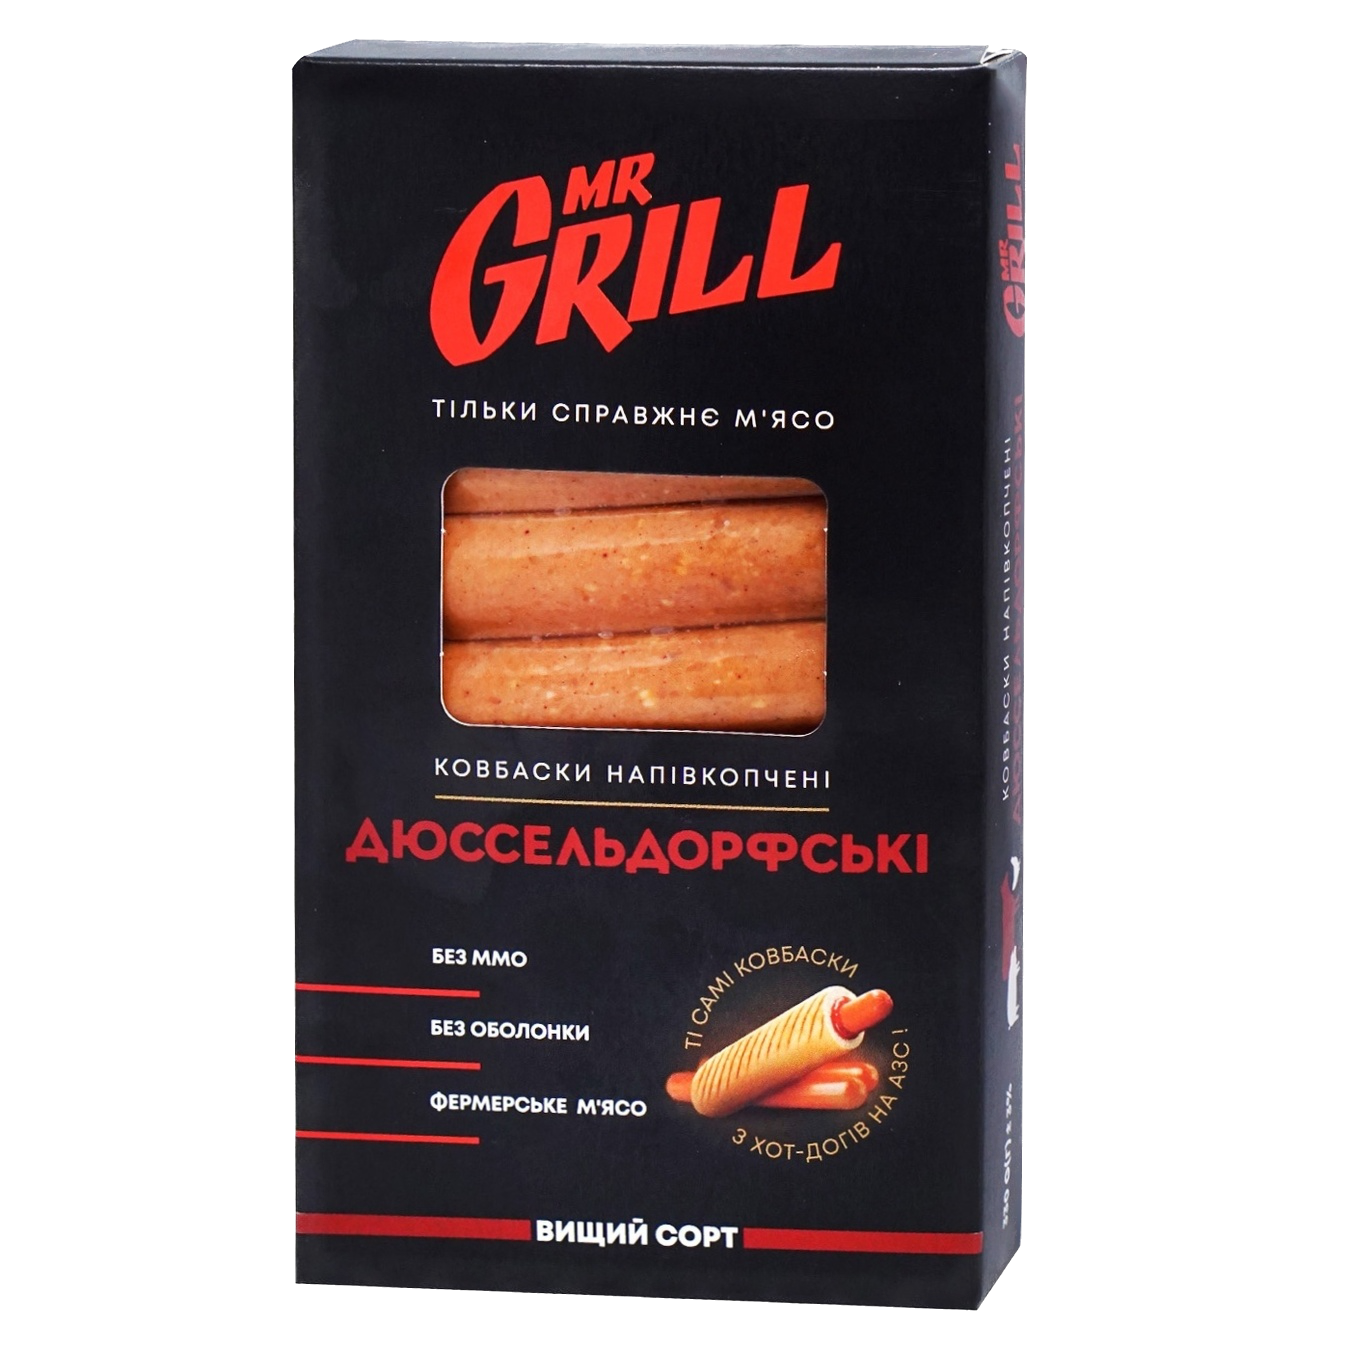 MR
GRILL
ТІЛЬКИ СПРАВЖНЄ М'ЯСО
КОВБАСКИ НАПІВКОПЧЕНІ
ДЮССЕЛЬДОРФСЬКІ
БЕЗ ММО
БЕЗ ОБОЛОНКИ
ФЕРМЕРСЬКЕ М'ЯСО
ТІ САМІ КОВБАСКИ
З ХОТ-ДОГІВ НА АЗС !
ВИЩИЙ СОРТ
MR
GRILL
КОВБАСКИ НАПІВКОПЧЕНІ
ДЮССЕЛЬДОРФСЬКІ